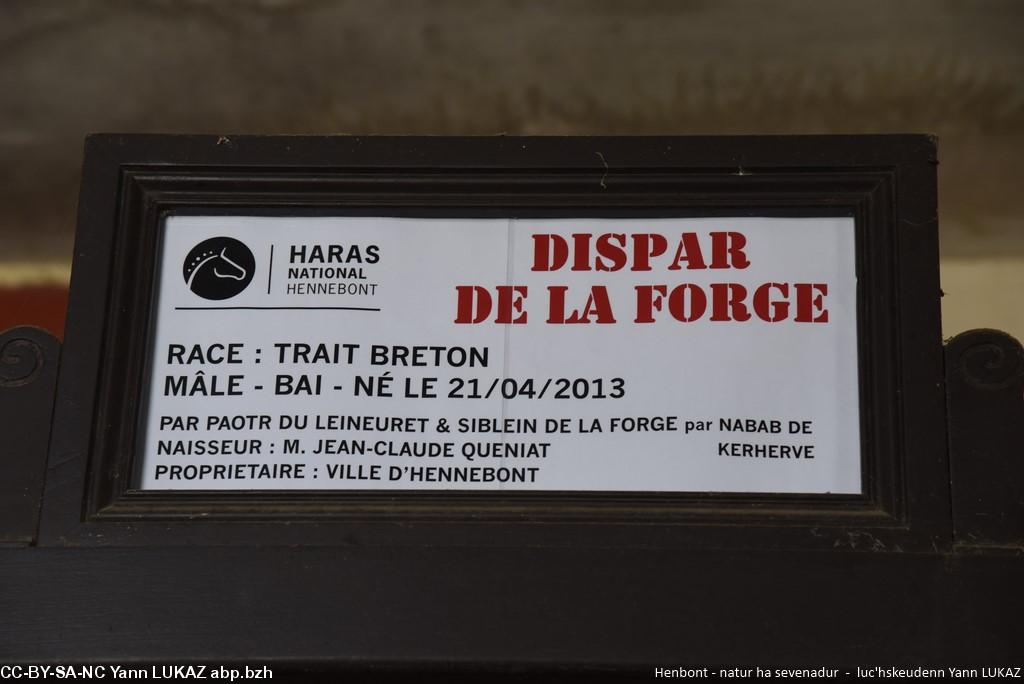 HARAS
NATIONAL
HENNEBONT
DISPAR
DE LA FORGE
RACE : TRAIT BRETON
MÂLE - BAI - NÉ LE 21/04/2013
PAR PAOTR DU LEINEURET & SIBLEIN DE LA FORGE par NABAB DE
KERHERVE
NAISSEUR : M. JEAN-CLAUDE QUENIAT
PROPRIETAIRE : VILLE D'HENNEBONT
CC-BY-SA-NC Yann LUKAZ abp.bzh
Henbont - natur ha sevenadur - luc'hskeudenn Yann LUKAZ